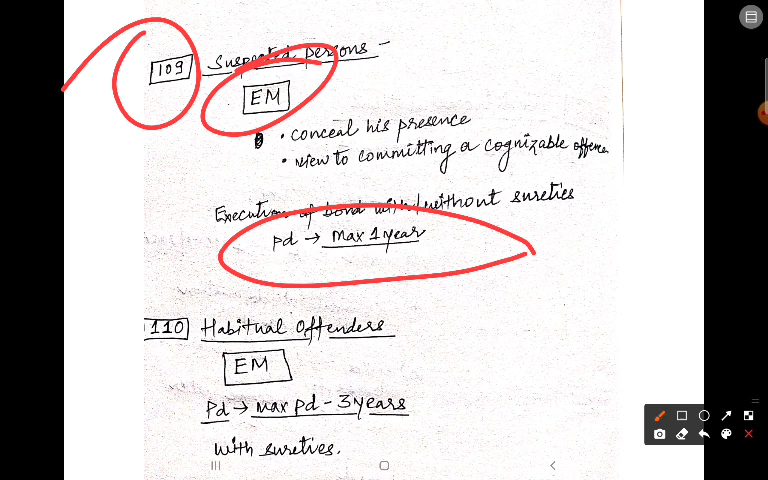 109 Suspected persons -
EM
• conceal his presence
• view to committing a cognizable offence
Execution of bond with/without sureties
pd → max 1 year
110 Habitual Offenders
EM
Pd → max pd - 3 years
with sureties.